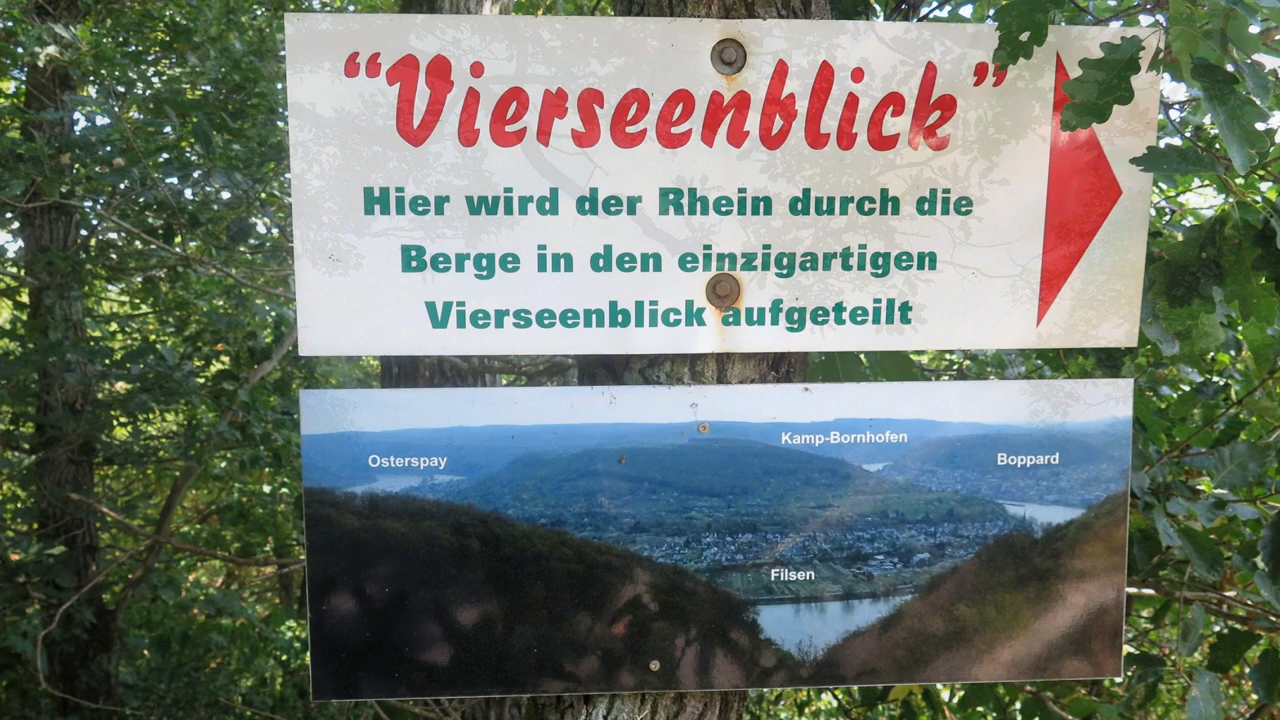 “Vierseenblick”
Hier wird der Rhein durch die
Berge in den einzigartigen
Vierseenblick aufgeteilt
Kamp-Bornhofen
Osterspay
Boppard
Filsen